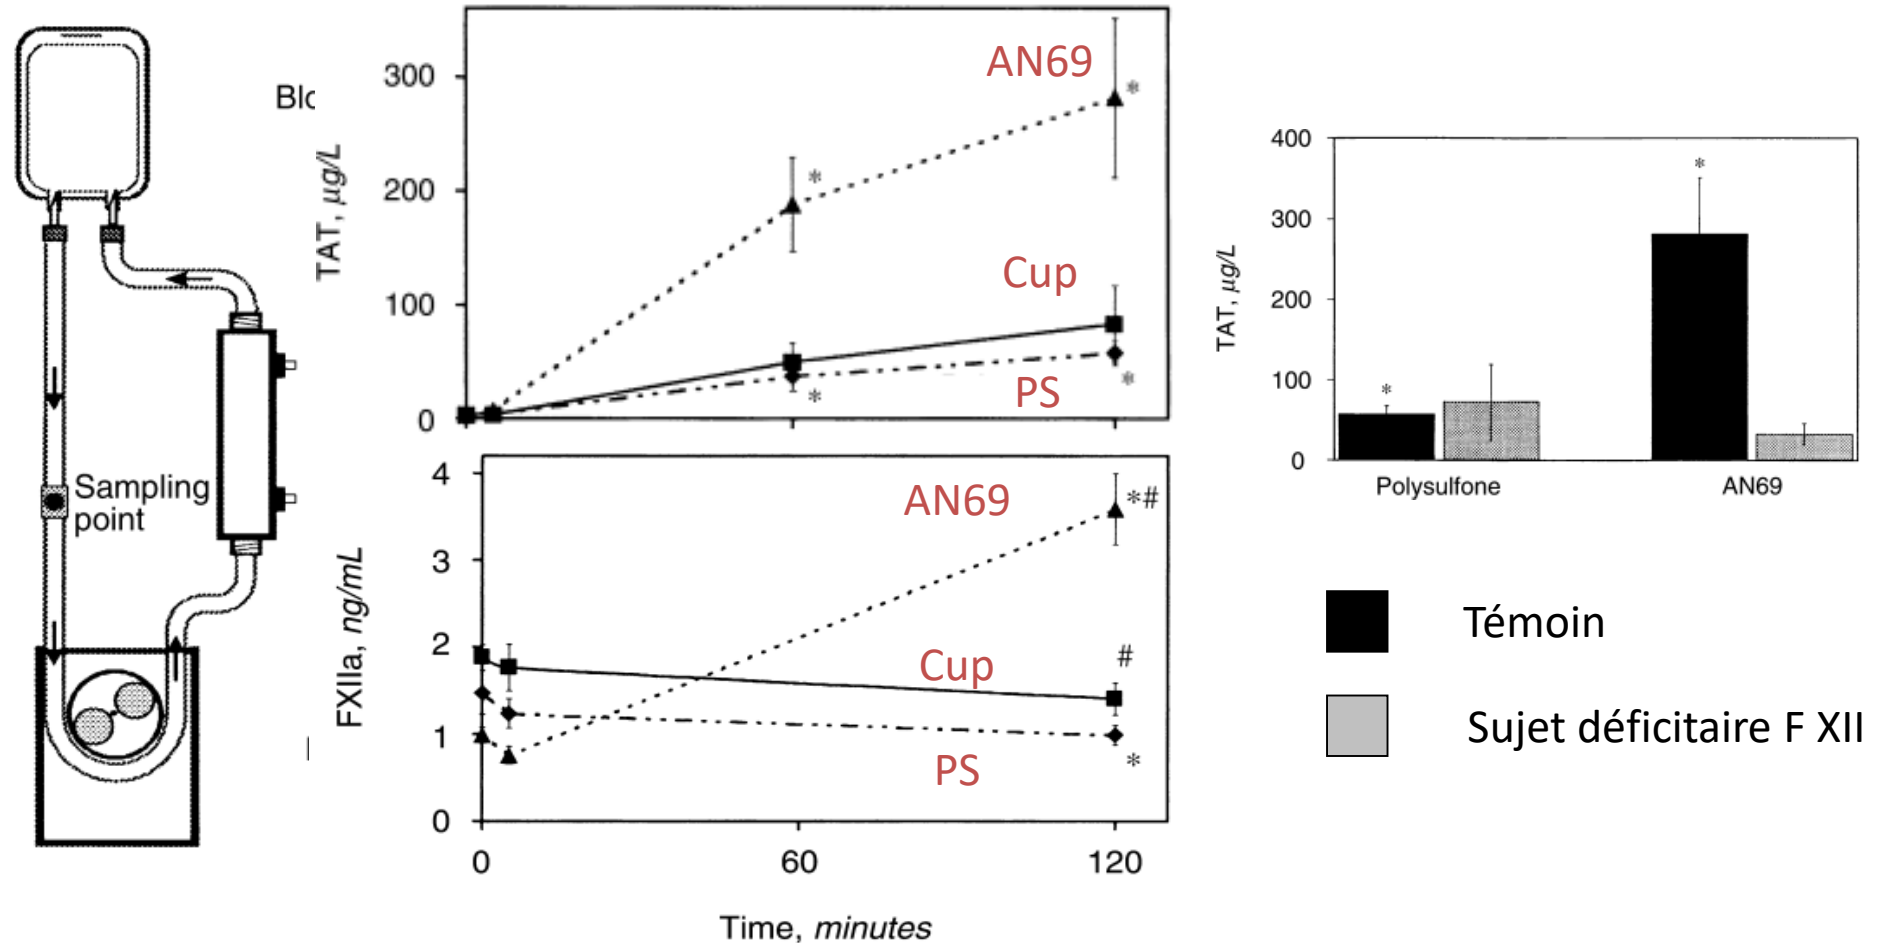 Sampling
point
TAT, µg/L
300
200
100
0
AN69
*
*
Cup
PS
*
*
FXIIa, ng/mL
4
3
2
1
0
AN69
*#
Cup
#
PS
*
0 60 120
Time, minutes
TAT, µg/L
400
300
200
100
0
*
*
Polysulfone AN69
Témoin
Sujet déficitaire F XII